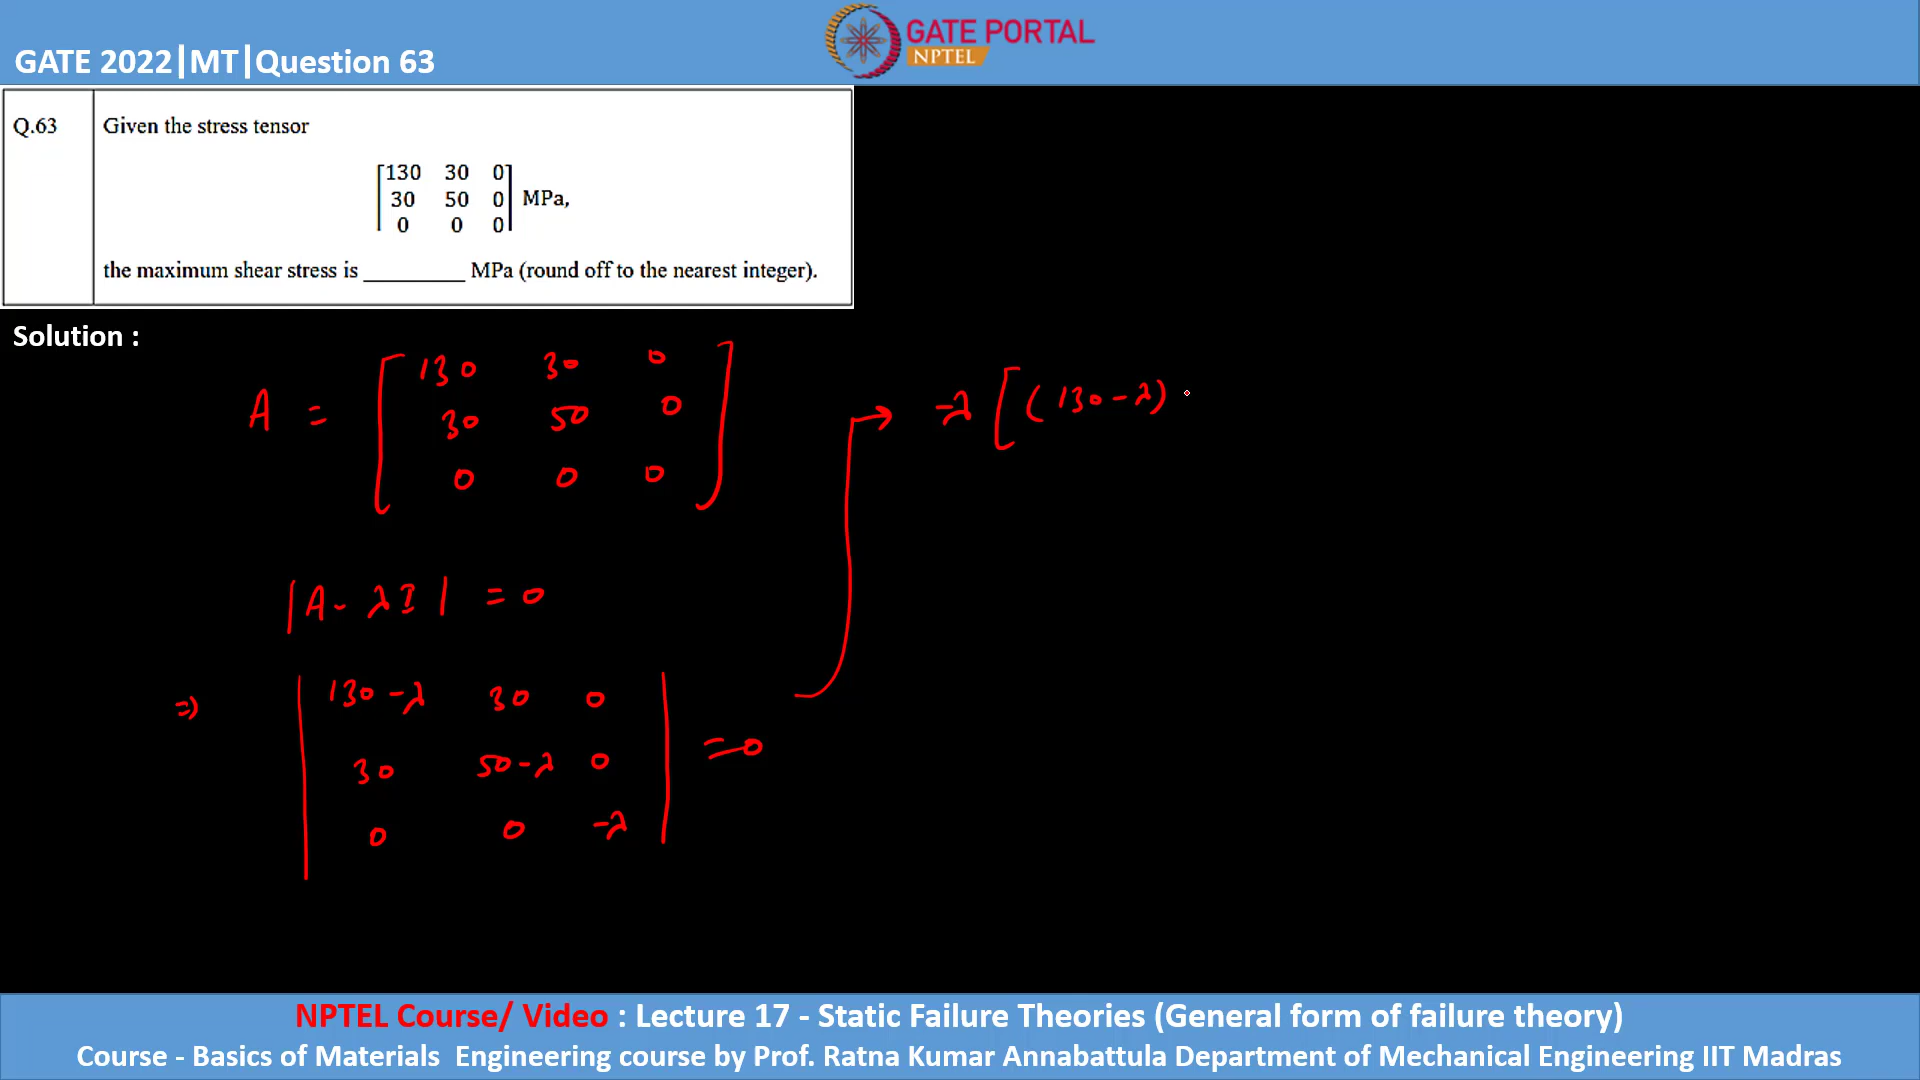 GATE PORTAL
NPTEL
GATE 2022|MT|Question 63
Q.63 Given the stress tensor
[130 30 0]
[30 50 0] MPa,
[0 0 0]
the maximum shear stress is ________ MPa (round off to the nearest integer).
Solution :
A = [130 30 0
30 50 0
0 0 0]
→ -λ [(130-λ)
|A - λI| = 0
⇒ |130-λ 30 0
30 50-λ 0
0 0 -λ| = 0
NPTEL Course/ Video : Lecture 17 - Static Failure Theories (General form of failure theory)
Course - Basics of Materials Engineering course by Prof. Ratna Kumar Annabattula Department of Mechanical Engineering IIT Madras